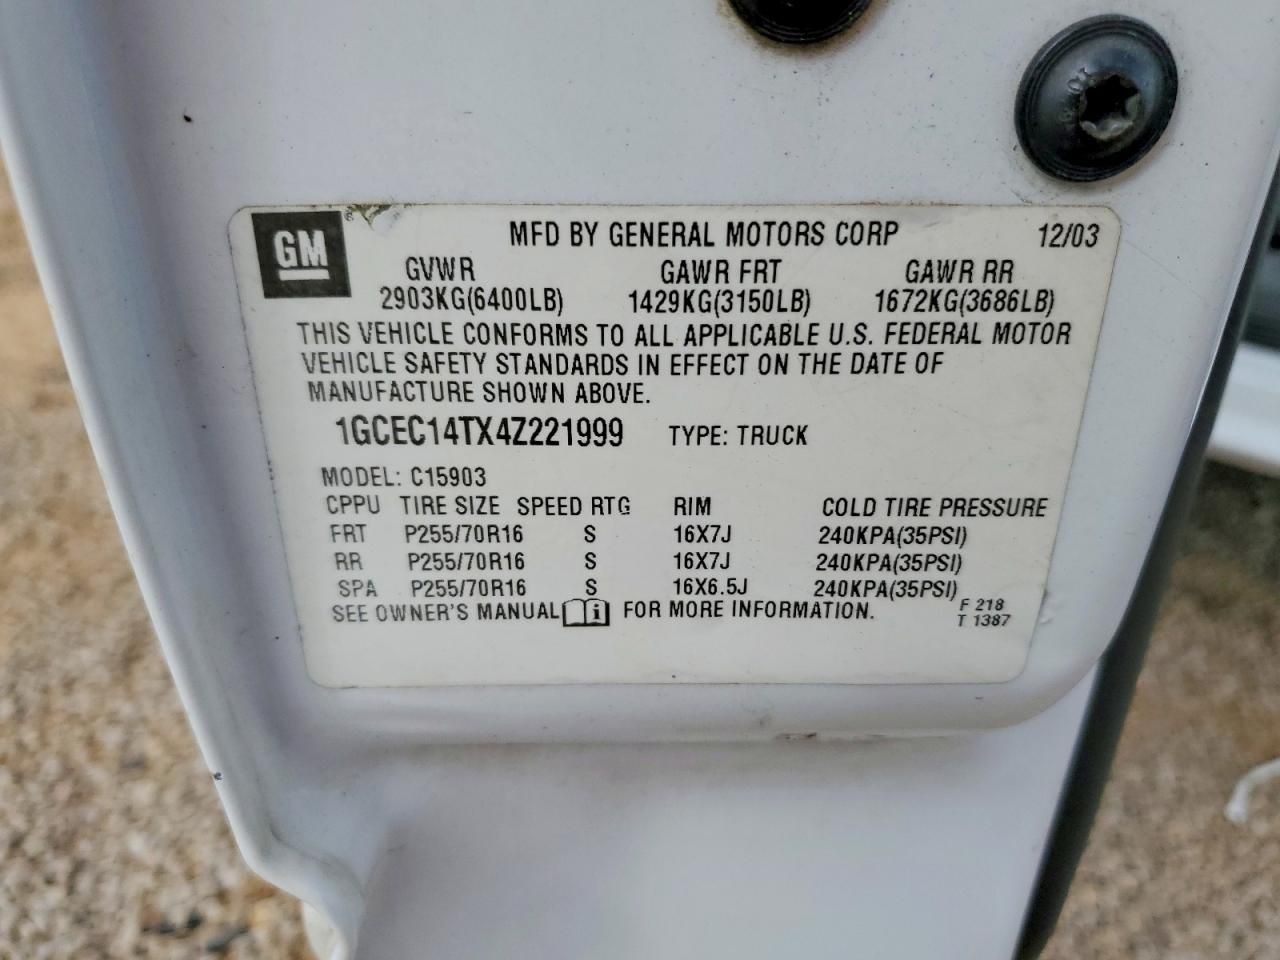 GM
MFD BY GENERAL MOTORS CORP 12/03
GVWR GAWR FRT GAWR RR
2903KG(6400LB) 1429KG(3150LB) 1672KG(3686LB)
THIS VEHICLE CONFORMS TO ALL APPLICABLE U.S. FEDERAL MOTOR
VEHICLE SAFETY STANDARDS IN EFFECT ON THE DATE OF
MANUFACTURE SHOWN ABOVE.
1GCEC14TX4Z221999 TYPE: TRUCK
MODEL: C15903
CPPU TIRE SIZE SPEED RTG RIM COLD TIRE PRESSURE
FRT P255/70R16 S 16X7J 240KPA(35PSI)
RR P255/70R16 S 16X7J 240KPA(35PSI)
SPA P255/70R16 S 16X6.5J 240KPA(35PSI)
SEE OWNER'S MANUAL i FOR MORE INFORMATION. F 218
T 1387